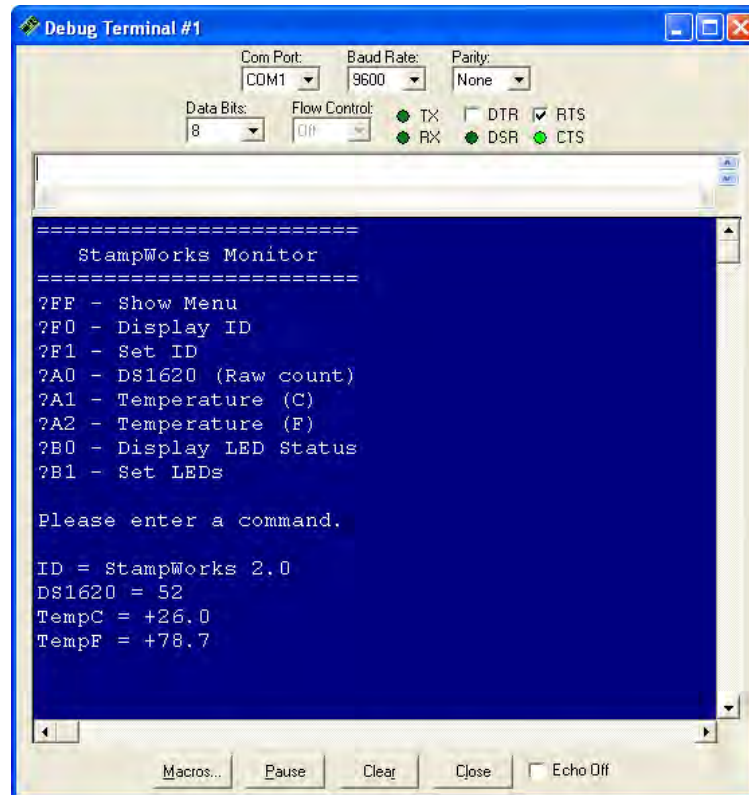 Debug Terminal #1
Com Port: Baud Rate: Parity:
COM1 9600 None
Data Bits: Flow Control: TX DTR RTS
8 Off RX DSR CTS
========================
StampWorks Monitor
========================
?FF - Show Menu
?F0 - Display ID
?F1 - Set ID
?A0 - DS1620 (Raw count)
?A1 - Temperature (C)
?A2 - Temperature (F)
?B0 - Display LED Status
?B1 - Set LEDs
Please enter a command.
ID = StampWorks 2.0
DS1620 = 52
TempC = +26.0
TempF = +78.7
Macros... Pause Clear Close Echo Off